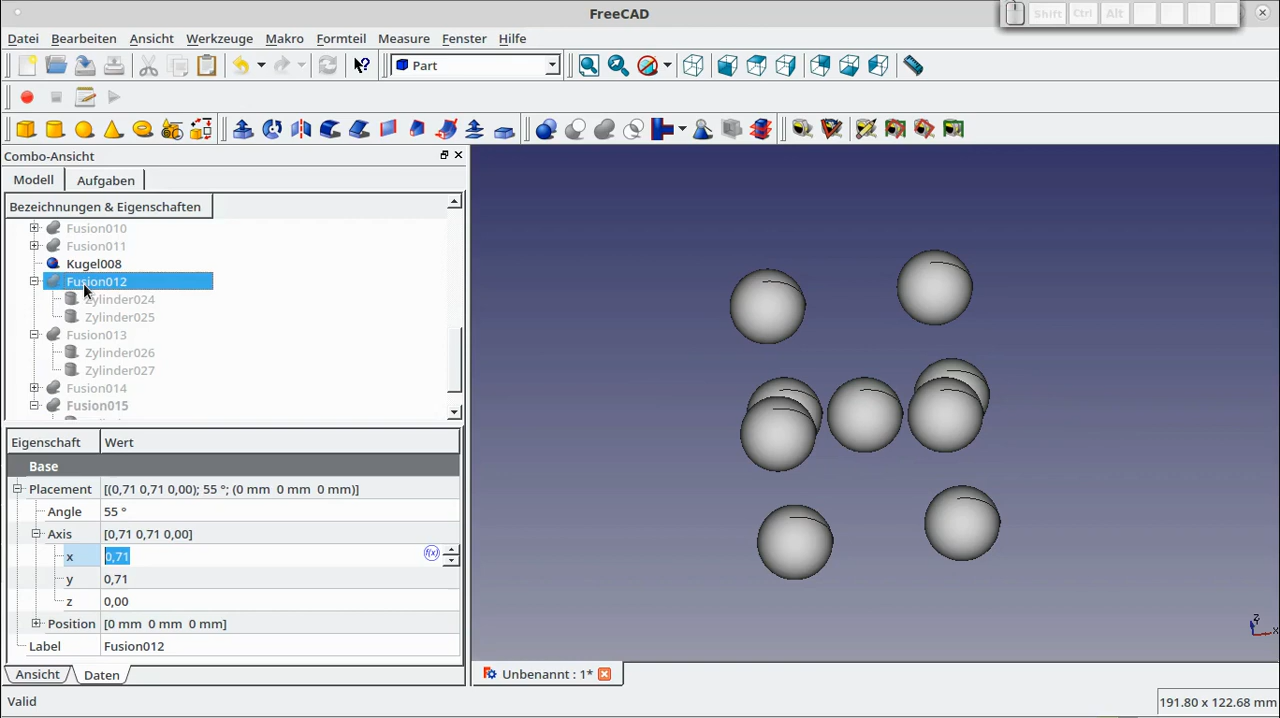 FreeCAD
Shift Ctrl Alt
Datei Bearbeiten Ansicht Werkzeuge Makro Formteil Measure Fenster Hilfe
Part
Combo-Ansicht
Modell Aufgaben
Bezeichnungen & Eigenschaften
Fusion010
Fusion011
Kugel008
Fusion012
Zylinder024
Zylinder025
Fusion013
Zylinder026
Zylinder027
Fusion014
Fusion015
Eigenschaft Wert
Base
Placement [(0,71 0,71 0,00); 55 °; (0 mm 0 mm 0 mm)]
Angle 55 °
Axis [0,71 0,71 0,00]
x 0,71 f(x)
y 0,71
z 0,00
Position [0 mm 0 mm 0 mm]
Label Fusion012
Z
X
Ansicht Daten
Unbenannt : 1*
Valid
191.80 x 122.68 mm